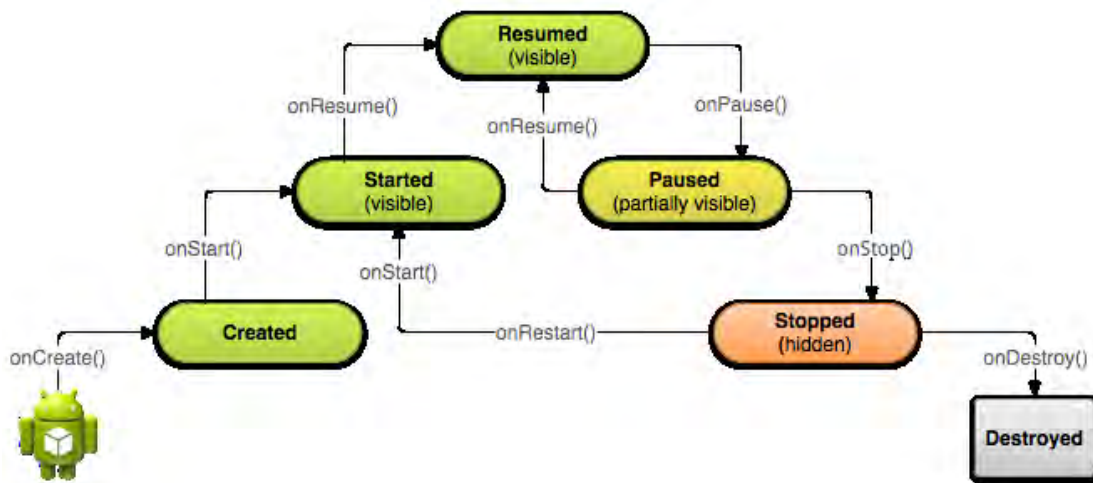 Resumed
(visible)
onResume()
onResume()
onPause()
Started
(visible)
Paused
(partially visible)
onStart()
onStart()
onStop()
Created
onRestart()
Stopped
(hidden)
onCreate()
onDestroy()
Destroyed